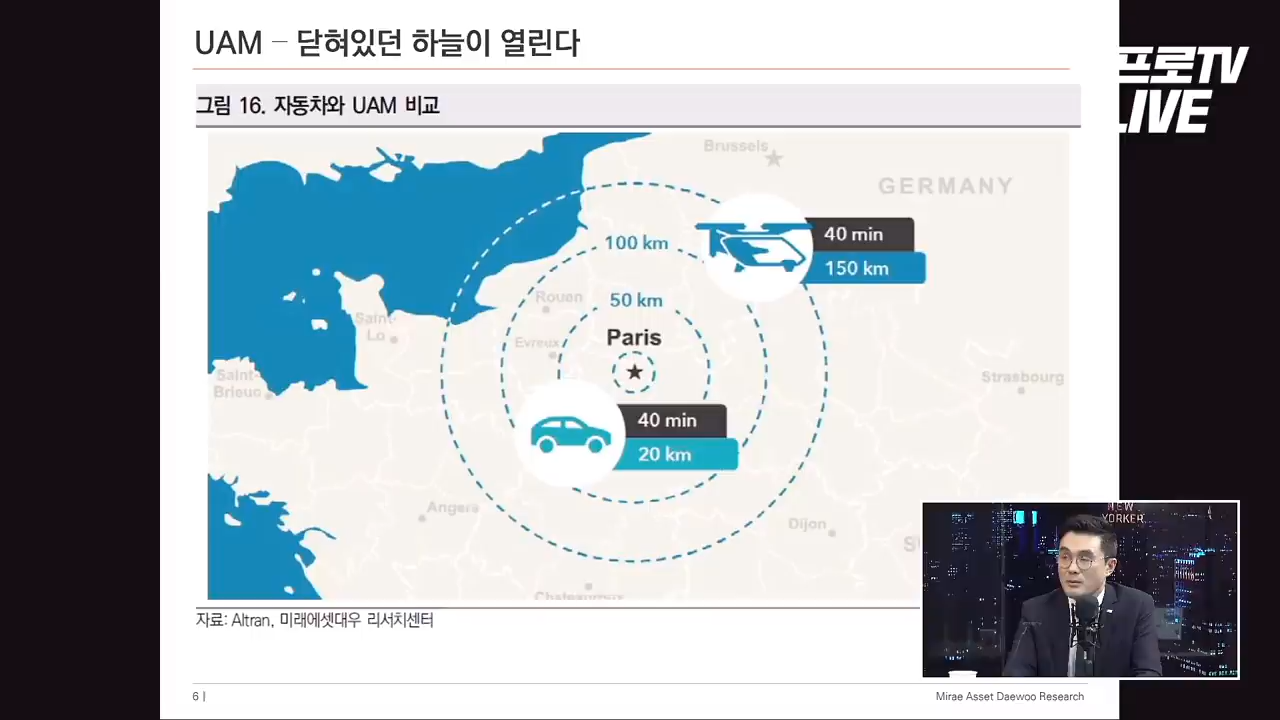 UAM – 닫혀있던 하늘이 열린다
프로TV
LIVE
그림 16. 자동차와 UAM 비교
Brussels
GERMANY
40 min
150 km
100 km
50 km
Rouen
Saint-
Lo
Paris
Evreux
Saint-
Brieuc
Strasbourg
40 min
20 km
Angers
Dijon
Chateauroux
NEW
YORKER
자료: Altran, 미래에셋대우 리서치센터
6 |
Mirae Asset Daewoo Research